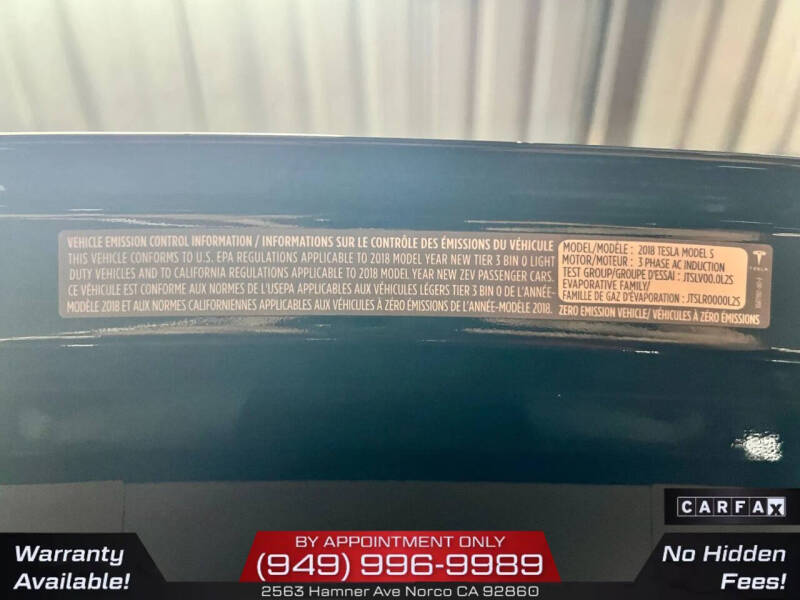 VEHICLE EMISSION CONTROL INFORMATION / INFORMATIONS SUR LE CONTRÔLE DES ÉMISSIONS DU VÉHICULE
THIS VEHICLE CONFORMS TO U.S. EPA REGULATIONS APPLICABLE TO 2018 MODEL YEAR NEW TIER 3 BIN 0 LIGHT
DUTY VEHICLES AND TO CALIFORNIA REGULATIONS APPLICABLE TO 2018 MODEL YEAR NEW ZEV PASSENGER CARS.
CE VÉHICULE EST CONFORME AUX NORMES DE L'USEPA APPLICABLES AUX VÉHICULES LÉGERS TIER 3 BIN 0 DE L'ANNÉE-
MODÈLE 2018 ET AUX NORMES CALIFORNIENNES APPLICABLES AUX VÉHICULES À ZÉRO ÉMISSIONS DE L'ANNÉE-MODÈLE 2018.
MODEL/MODÈLE : 2018 TESLA MODEL S
MOTOR/MOTEUR : 3 PHASE AC INDUCTION
TEST GROUP/GROUPE D'ESSAI : JTSLV00.0L2S
EVAPORATIVE FAMILY/
FAMILLE DE GAZ D'ÉVAPORATION : JTSLR0000L2S
ZERO EMISSION VEHICLE/ VÉHICULES À ZÉRO ÉMISSIONS
TESLA
CARFAX
Warranty
Available!
BY APPOINTMENT ONLY
(949) 996-9989
2563 Hamner Ave Norco CA 92860
No Hidden
Fees!